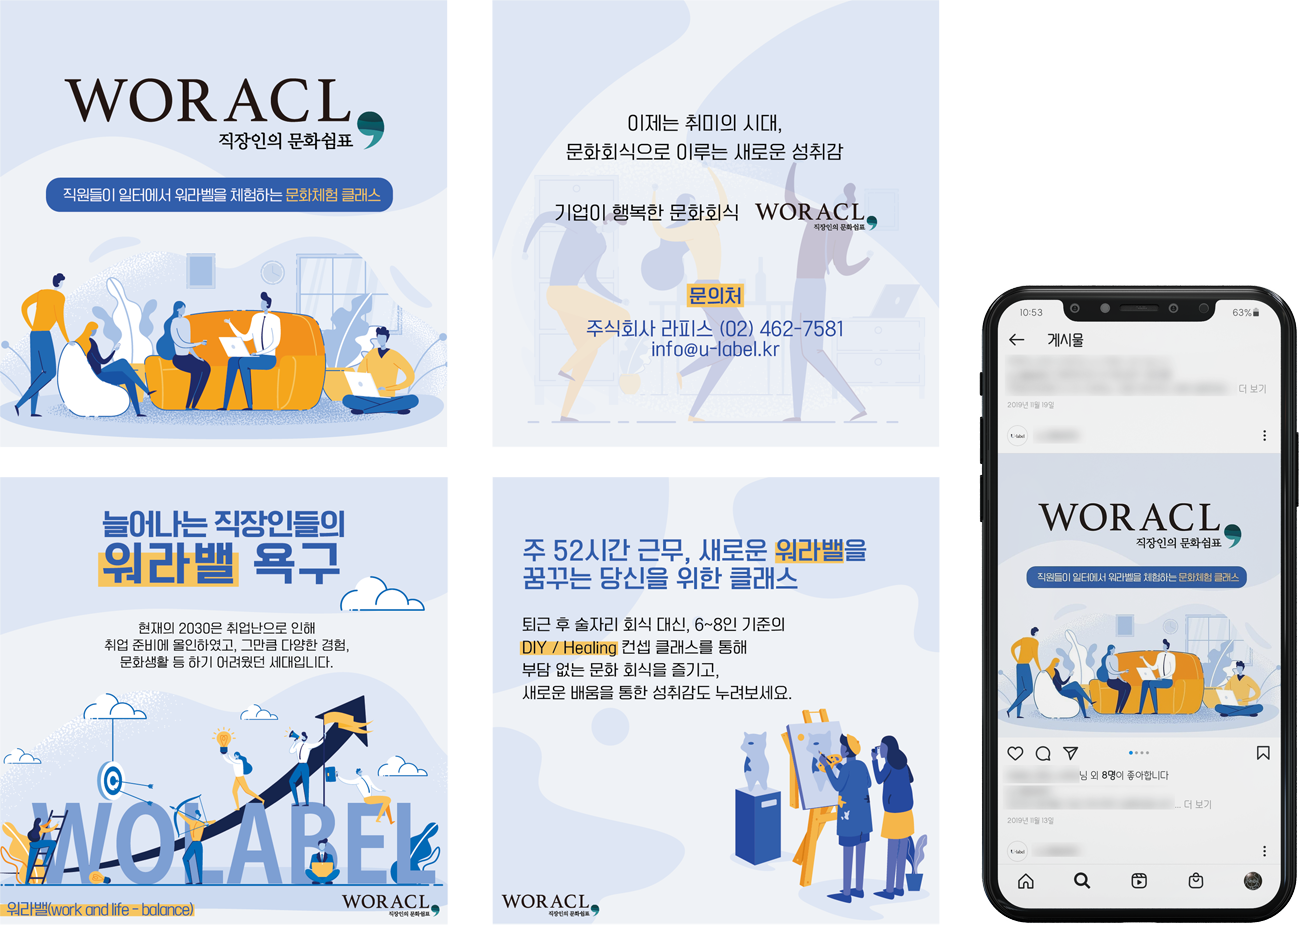 WORACL,
직장인의 문화쉼표
직원들이 일터에서 워라벨을 체험하는 문화체험 클래스
이제는 취미의 시대,
문화회식으로 이루는 새로운 성취감
기업이 행복한 문화회식 WORACL,
직장인의 문화쉼표
문의처
주식회사 라피스 (02) 462-7581
info@u-label.kr
늘어나는 직장인들의
워라밸 욕구
현재의 2030은 취업난으로 인해
취업 준비에 몰인하였고, 그만큼 다양한 경험,
문화생활 등 하기 어려웠던 세대입니다.
WOLABEL
워라밸(work and life - balance)
WORACL,
직장인의 문화쉼표
주 52시간 근무, 새로운 워라밸을
꿈꾸는 당신을 위한 클래스
퇴근 후 술자리 회식 대신, 6~8인 기준의
DIY / Healing 컨셉 클래스를 통해
부담 없는 문화 회식을 즐기고,
새로운 배움을 통한 성취감도 누려보세요.
WORACL,
직장인의 문화쉼표
10:53 63%
게시물
더 보기
2019년 11월 19일
WORACL,
직장인의 문화쉼표
직원들이 일터에서 워라벨을 체험하는 문화체험 클래스
님 외 8명이 좋아합니다
... 더 보기
2019년 11월 13일